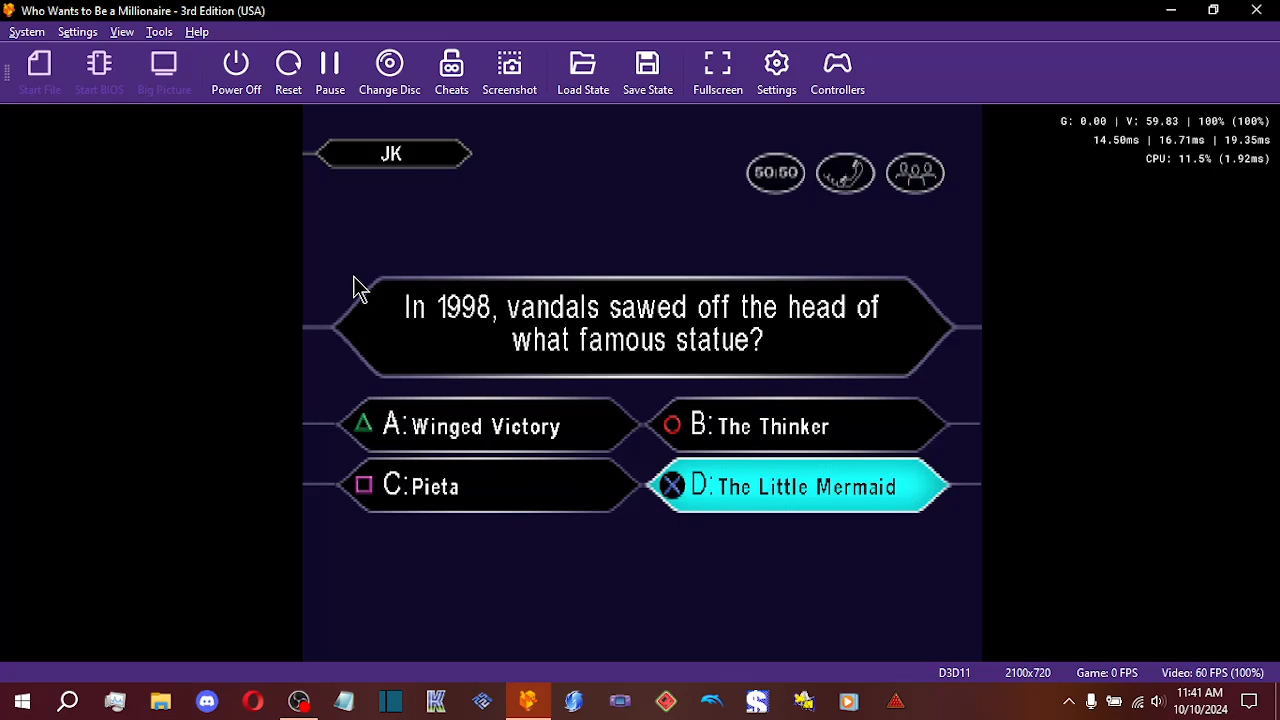 Who Wants to Be a Millionaire - 3rd Edition (USA)
System Settings View Tools Help
Start File Start BIOS Big Picture Power Off Reset Pause Change Disc Cheats Screenshot Load State Save State Fullscreen Settings Controllers
G: 0.00 | V: 59.83 | 100% (100%)
14.50ms | 16.71ms | 19.35ms
CPU: 11.5% (1.92ms)
JK
50:50
In 1998, vandals sawed off the head of
what famous statue?
A: Winged Victory
B: The Thinker
C: Pieta
D: The Little Mermaid
D3D11 2100x720 Game: 0 FPS Video: 60 FPS (100%)
11:41 AM
10/10/2024